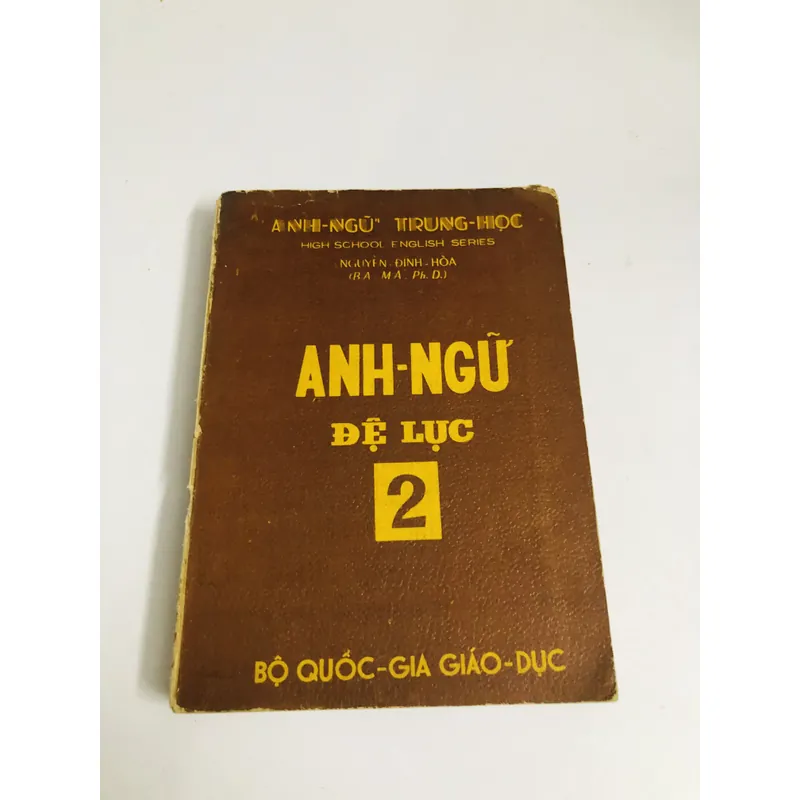 ANH-NGỮ TRUNG-HỌC
HIGH SCHOOL ENGLISH SERIES
NGUYỄN-ĐÌNH-HÒA
(B.A. M.A. Ph.D.)
ANH-NGỮ
ĐỆ LỤC
2
BỘ QUỐC-GIA GIÁO-DỤC